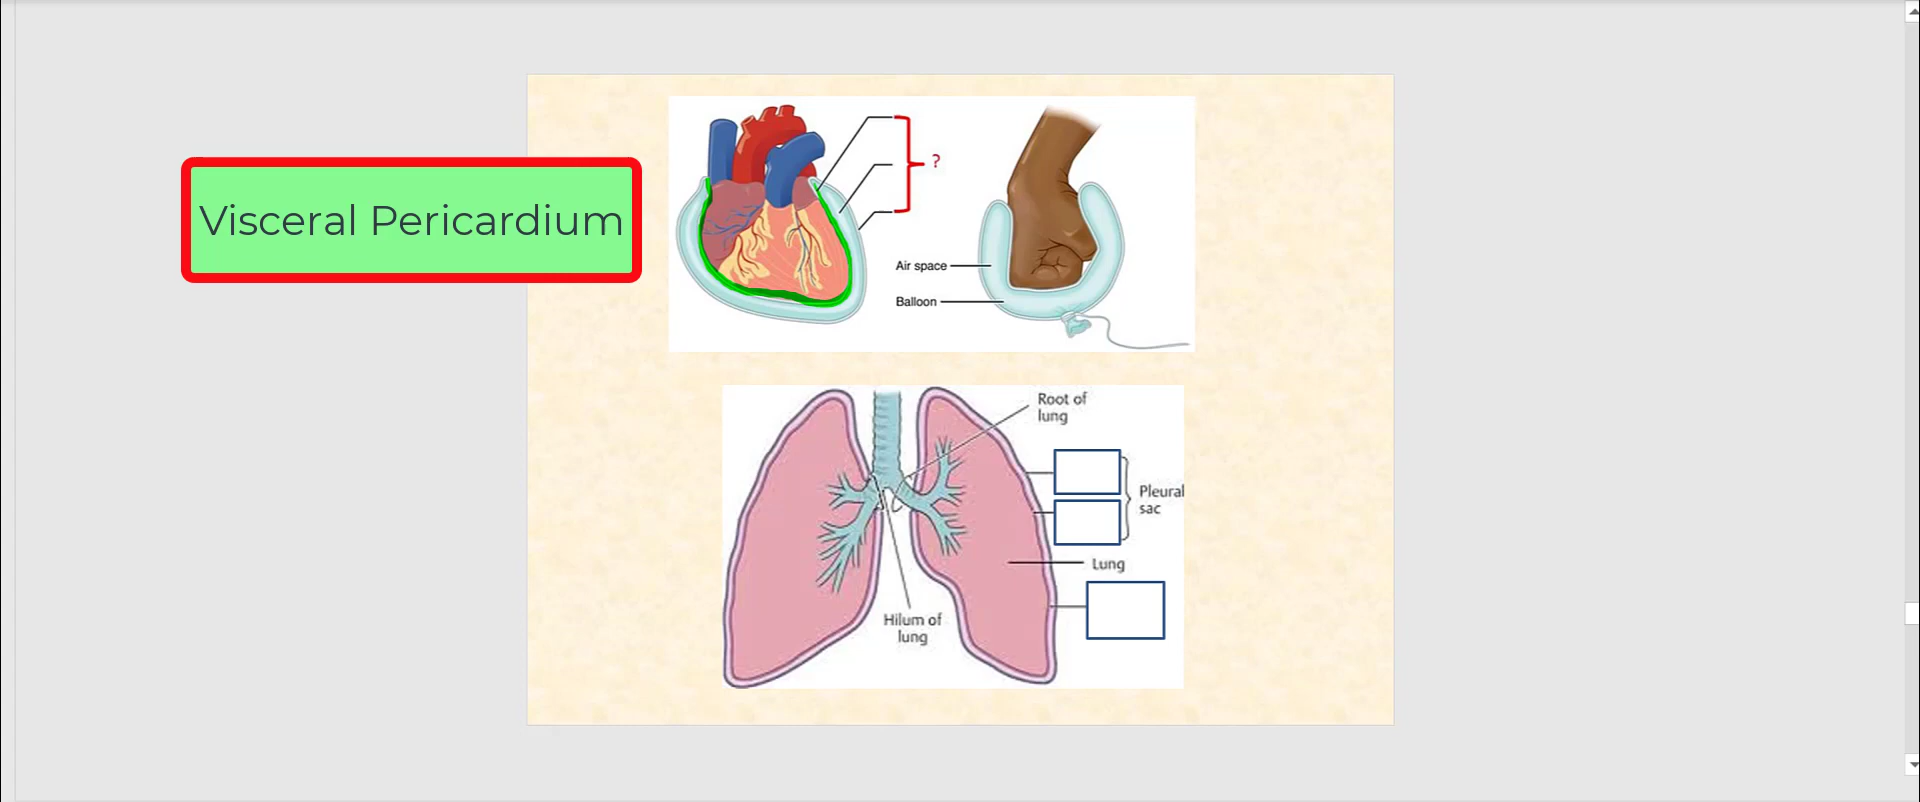 Visceral Pericardium
?
Air space
Balloon
Root of
lung
Pleural
sac
Lung
Hilum of
lung